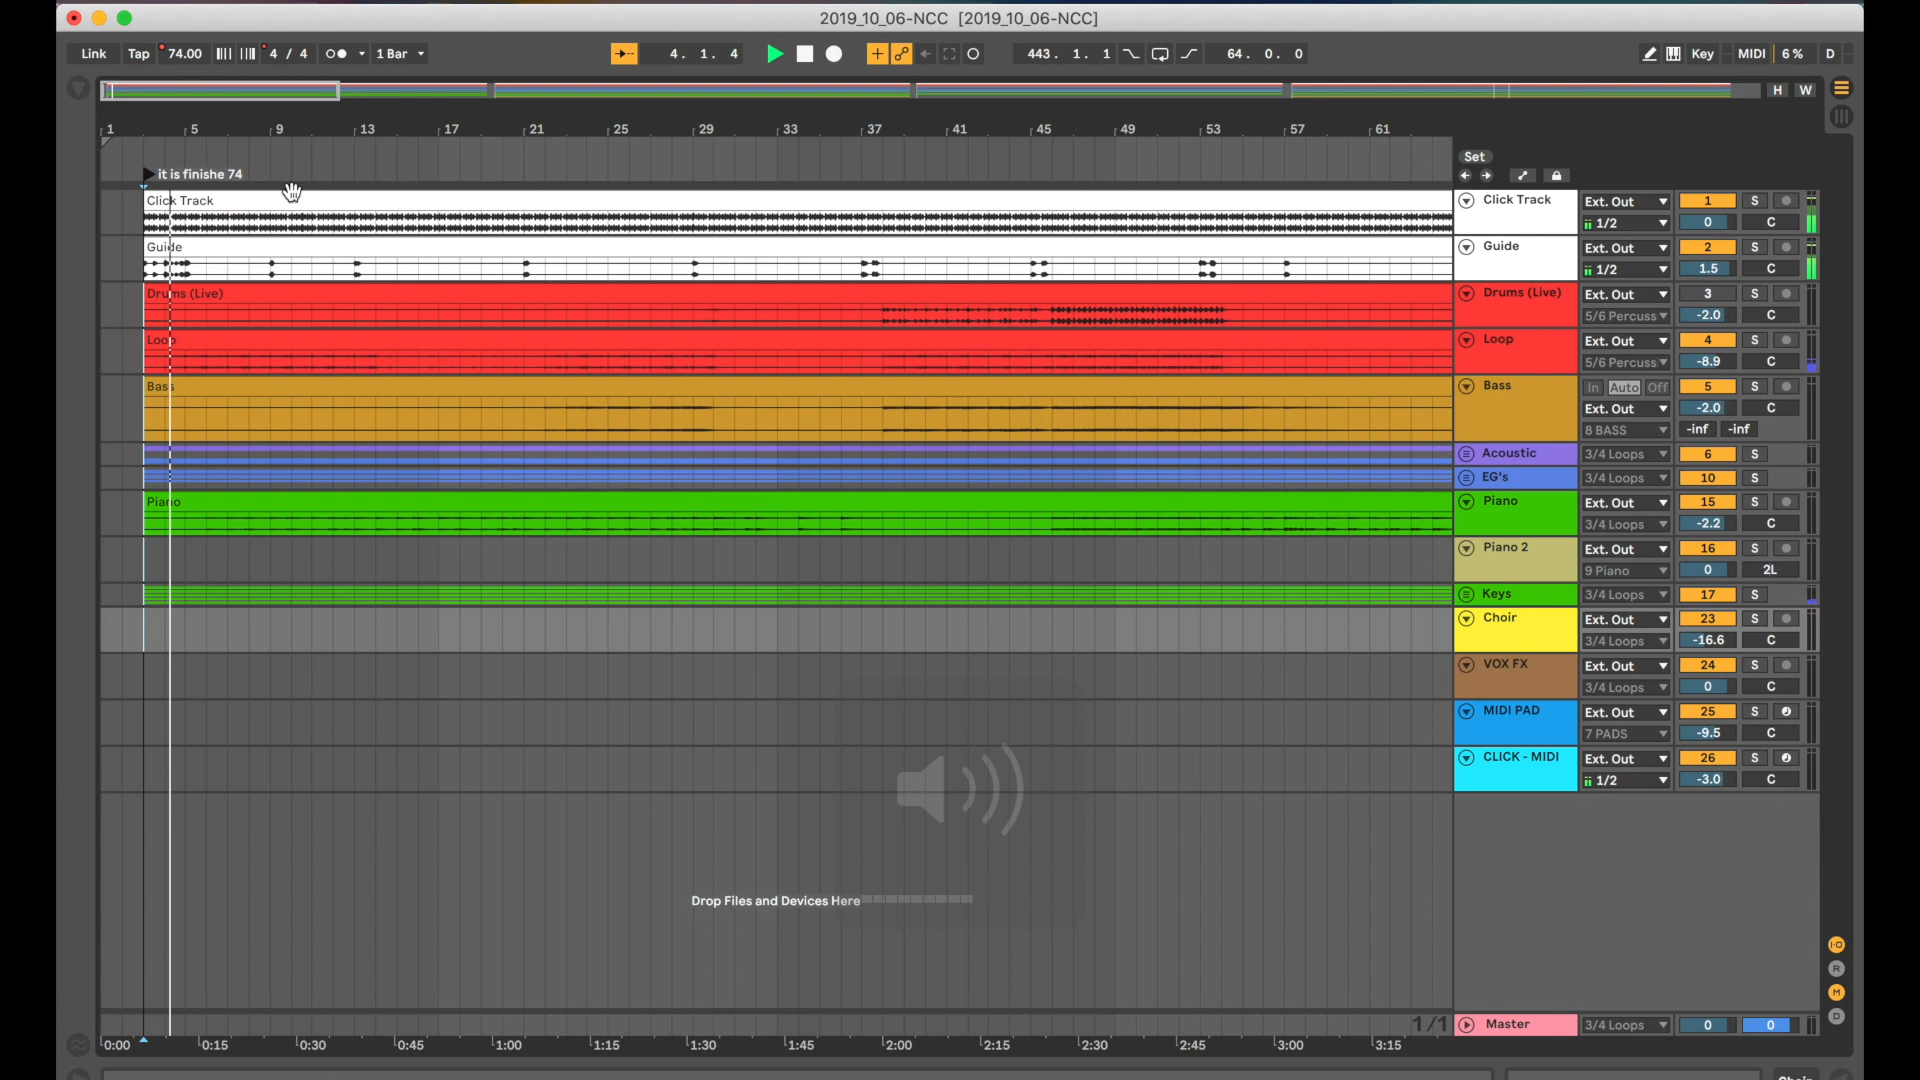 2019_10_06-NCC [2019_10_06-NCC]
Link Tap 74.00 4 / 4 1 Bar 4. 1. 4 443. 1. 1 64. 0. 0 Key MIDI 6 % D
H W
1 5 9 13 17 21 25 29 33 37 41 45 49 53 57 61
Set
it is finishe 74
Click Track Click Track Ext. Out 1 S
1/2 0 C
Guide Guide Ext. Out 2 S
1/2 1.5 C
Drums (Live) Drums (Live) Ext. Out 3 S
5/6 Percuss -2.0 C
Loop Loop Ext. Out 4 S
5/6 Percuss -8.9 C
Bass Bass In Auto Off 5 S
Ext. Out -2.0 C
8 BASS -inf -inf
Acoustic 3/4 Loops 6 S
EG's 3/4 Loops 10 S
Piano Piano Ext. Out 15 S
3/4 Loops -2.2 C
Piano 2 Ext. Out 16 S
9 Piano 0 2L
Keys 3/4 Loops 17 S
Choir Ext. Out 23 S
3/4 Loops -16.6 C
VOX FX Ext. Out 24 S
3/4 Loops 0 C
MIDI PAD Ext. Out 25 S
7 PADS -9.5 C
CLICK - MIDI Ext. Out 26 S
1/2 -3.0 C
Drop Files and Devices Here
I·O
R
M
D
1/1 Master 3/4 Loops 0 0
0:00 0:15 0:30 0:45 1:00 1:15 1:30 1:45 2:00 2:15 2:30 2:45 3:00 3:15